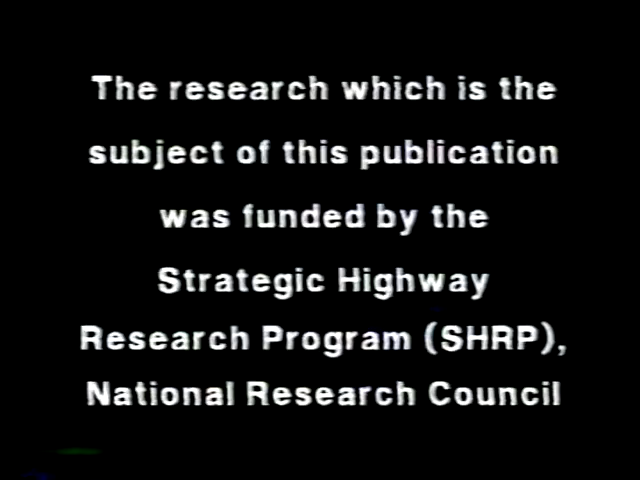 The research which is the
subject of this publication
was funded by the
Strategic Highway
Research Program (SHRP),
National Research Council